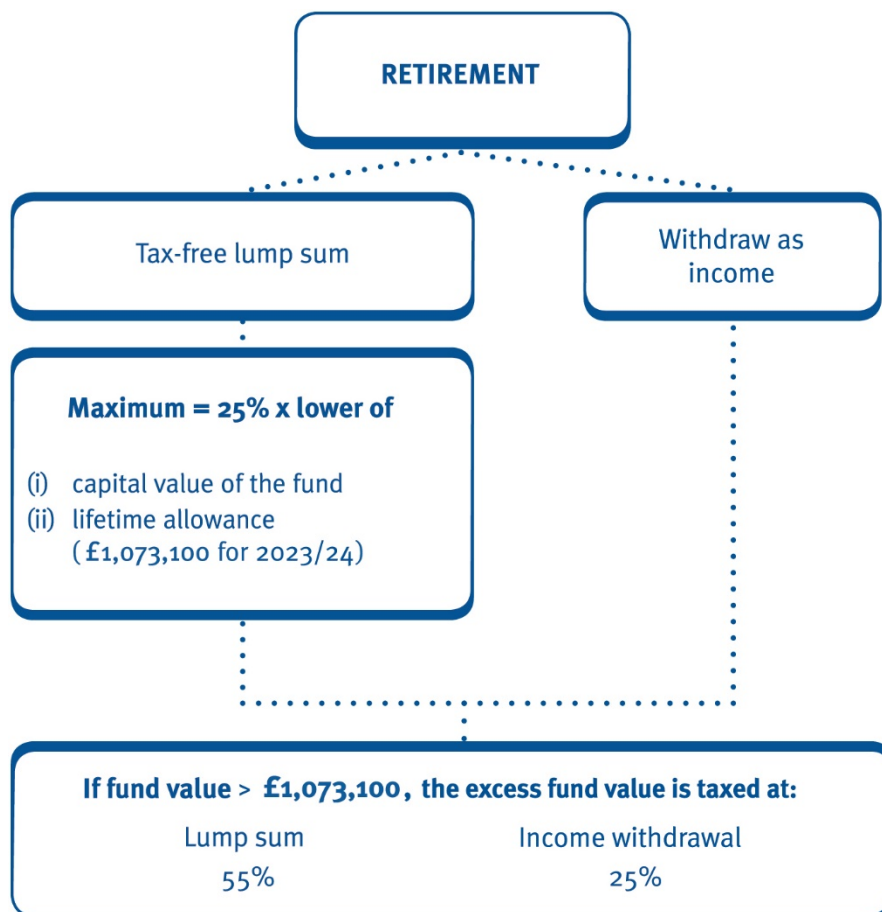 RETIREMENT
Tax-free lump sum
Withdraw as
income
Maximum = 25% x lower of
(i) capital value of the fund
(ii) lifetime allowance
( £1,073,100 for 2023/24)
If fund value > £1,073,100, the excess fund value is taxed at:
Lump sum
55%
Income withdrawal
25%